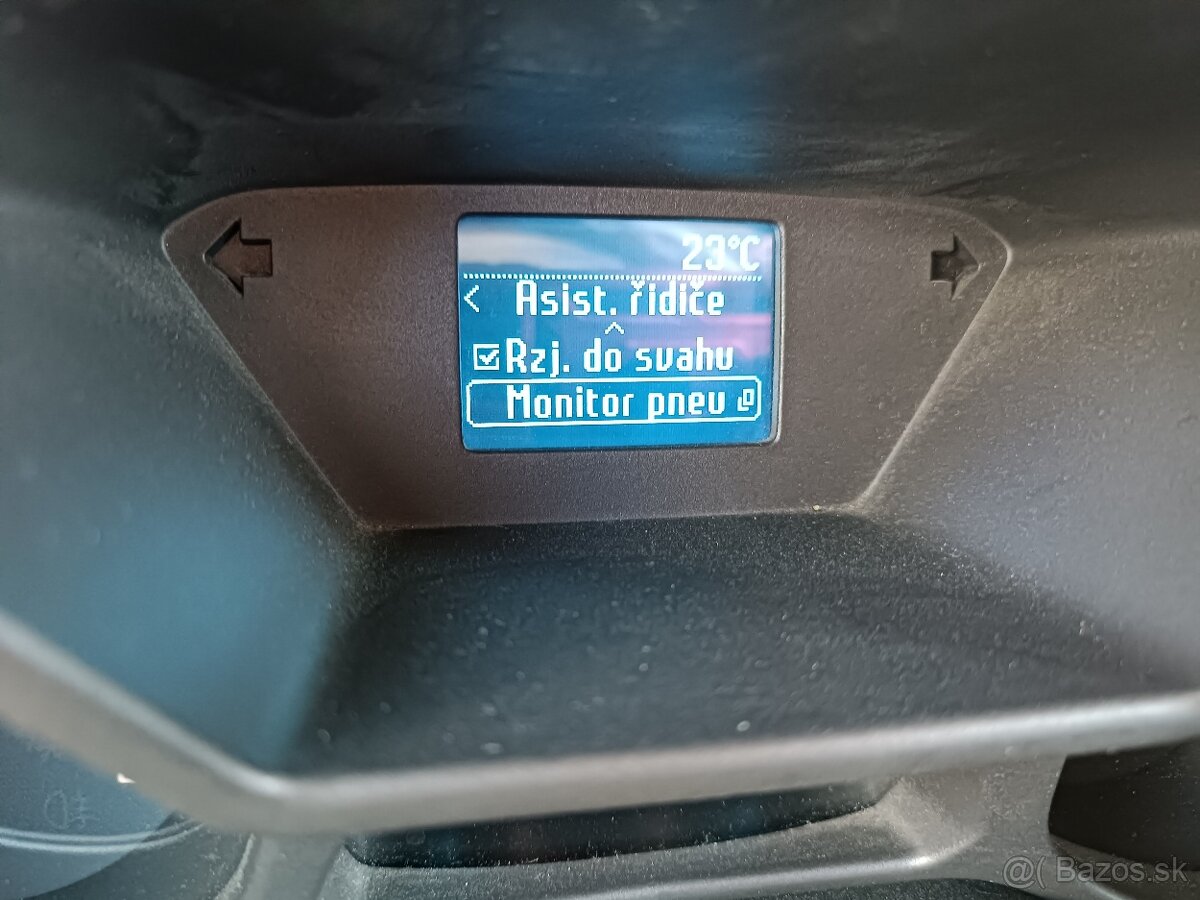 23°C
< Asist. řidiče
Rzj. do svahu
Monitor pneu
@( Bazos.sk